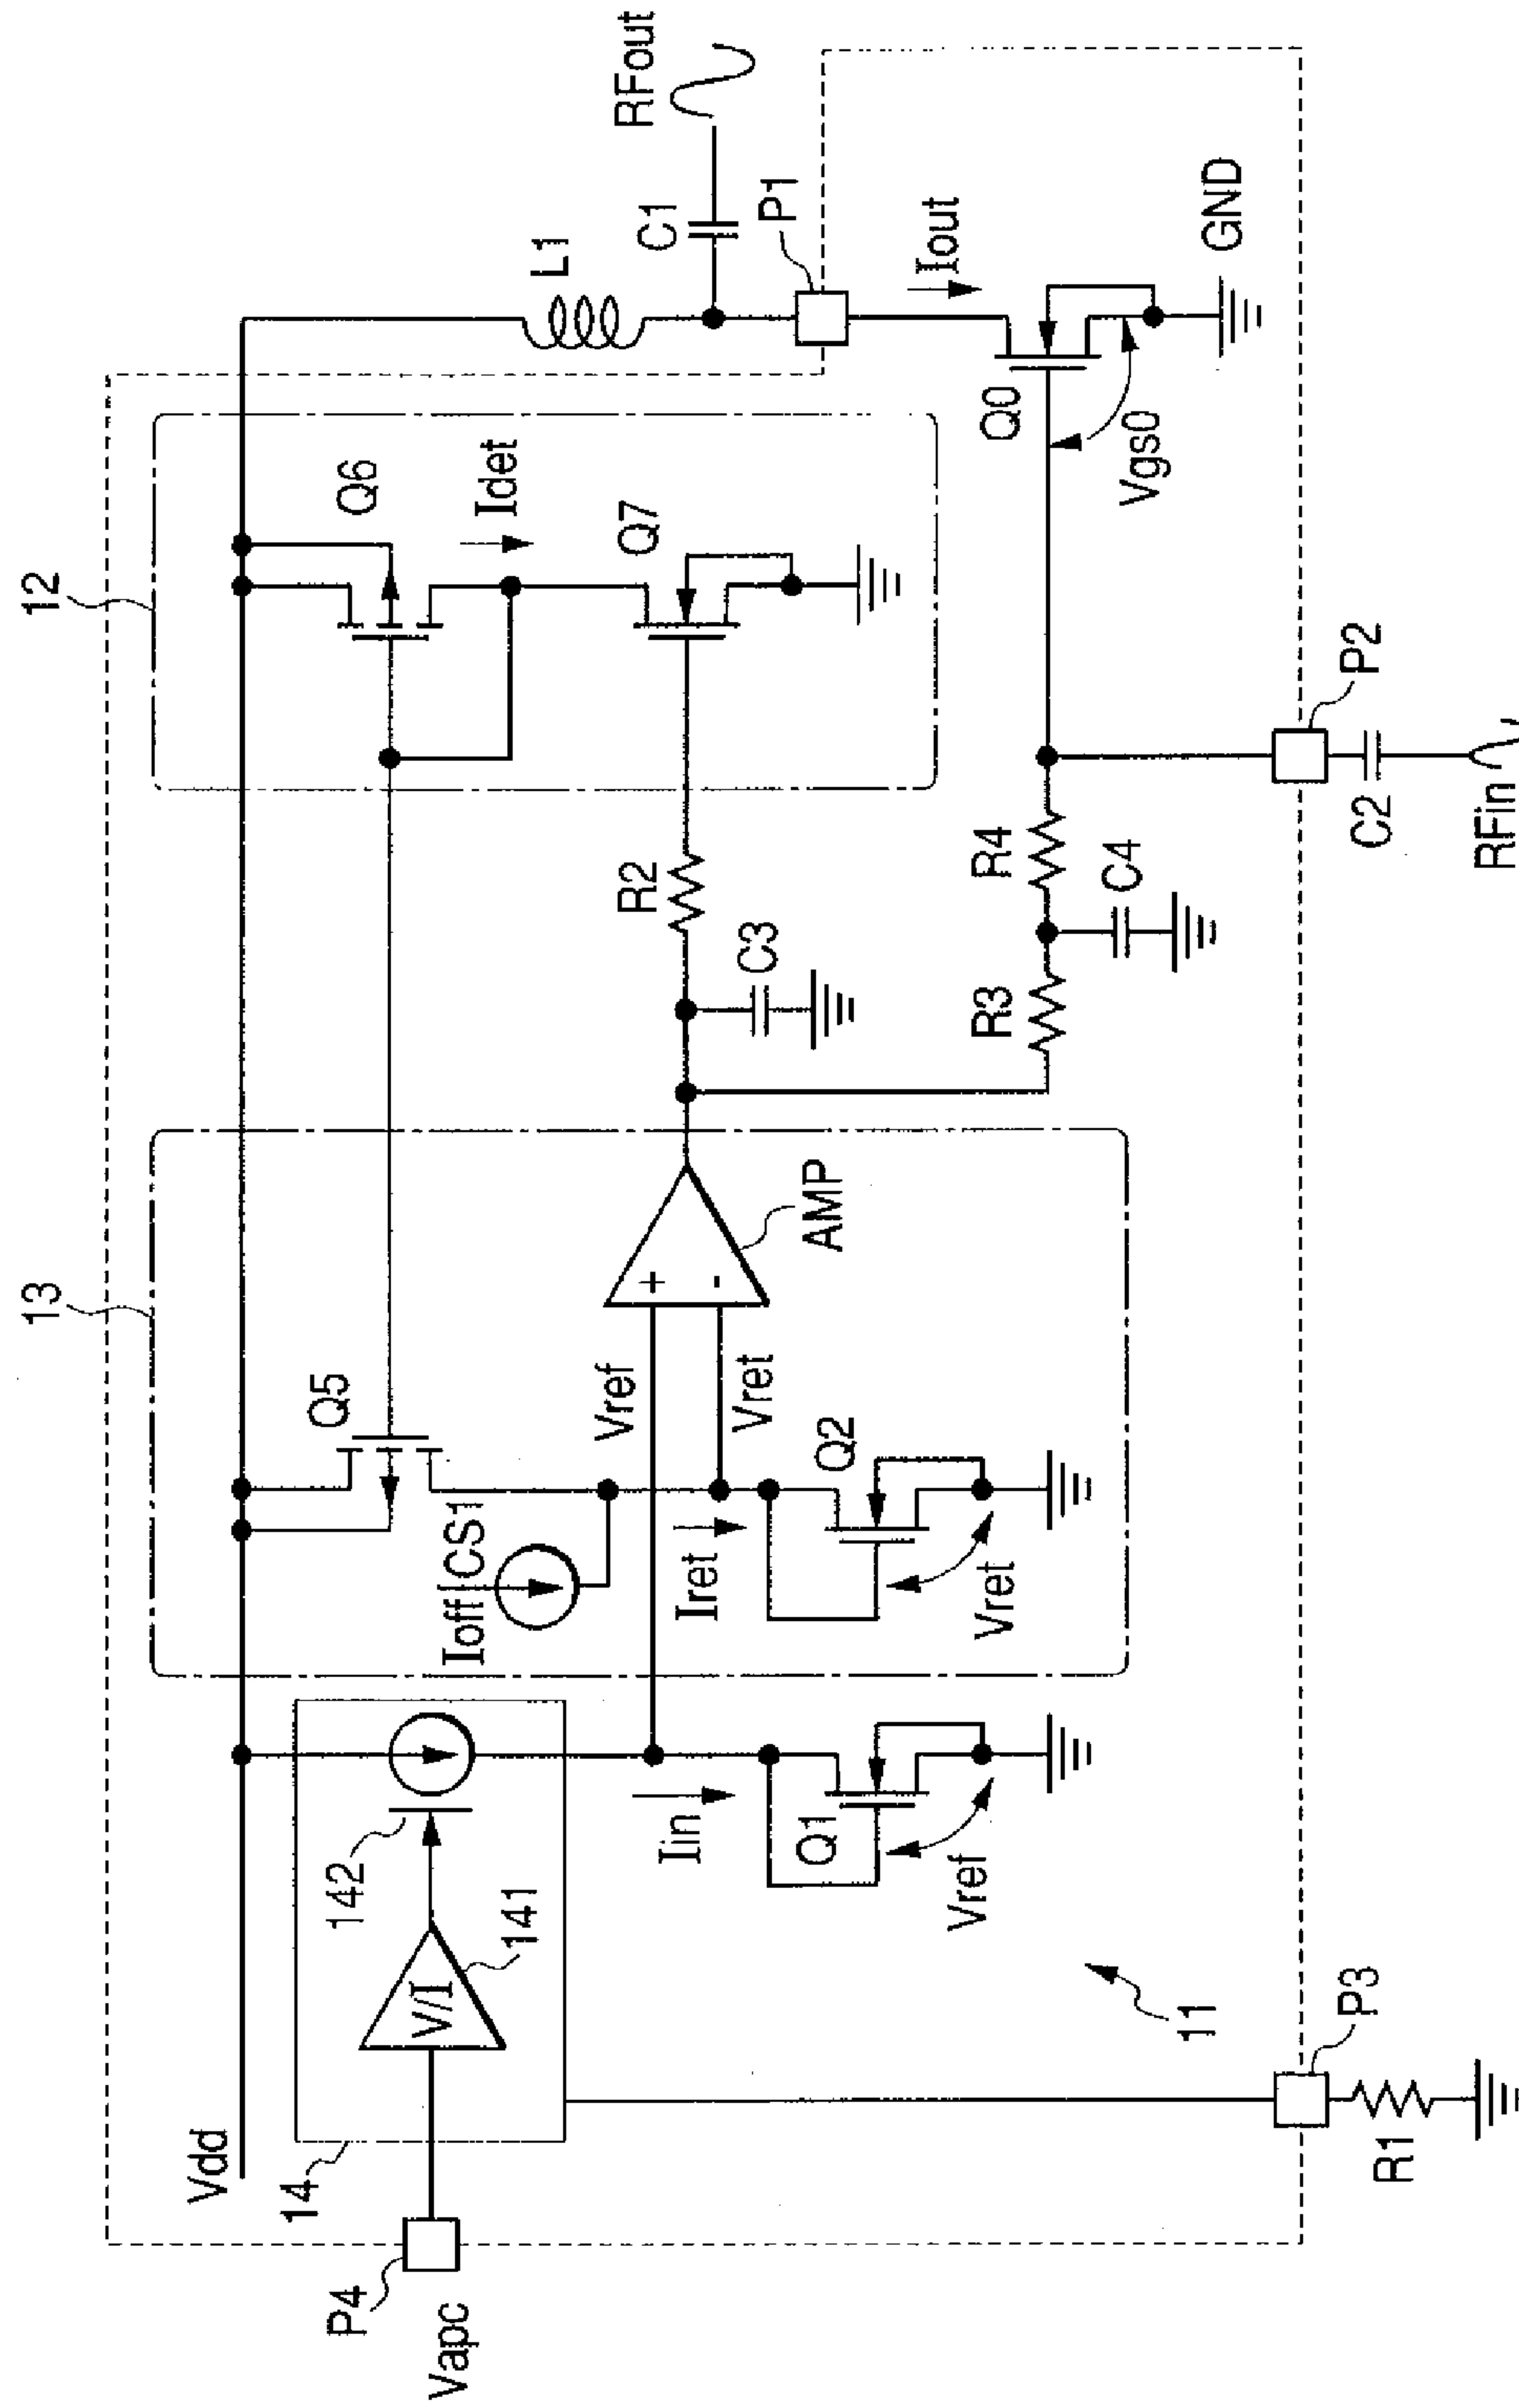 13
12
Vdd
14
P4
Vapc
V/I
141
142
Iin
Q1
Vref
11
P3
R1
Q5
Ioff
CS1
Iret
Q2
Vret
Vref
Vret
+
-
AMP
C3
R2
R3
R4
C4
P2
C2
RFin
Q6
Idet
Q7
Q0
Vgs0
GND
Iout
P1
L1
C1
RFout